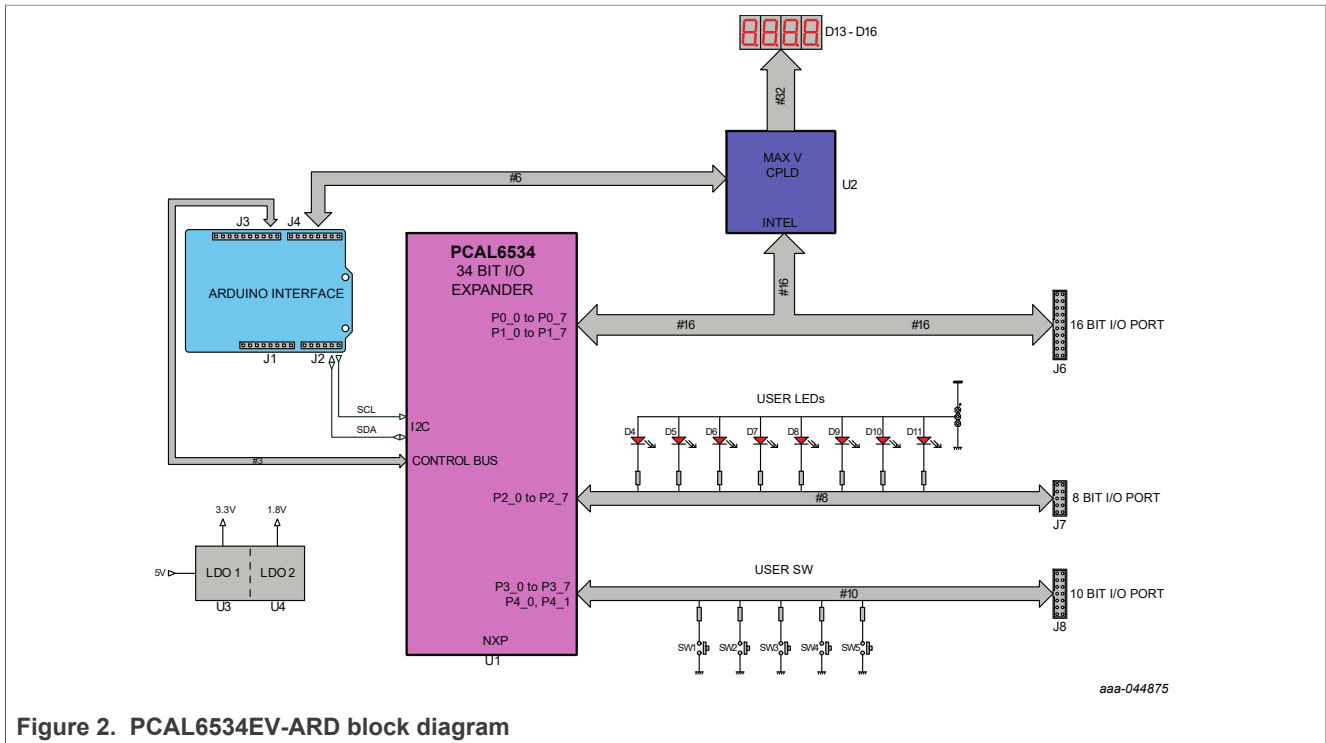 D13 - D16
#32
MAX V
CPLD
U2
INTEL
#6
J3
J4
ARDUINO INTERFACE
J1
J2
PCAL6534
34 BIT I/O
EXPANDER
P0_0 to P0_7
P1_0 to P1_7
#16
#16
#16
16 BIT I/O PORT
J6
SCL
SDA
I2C
#3
CONTROL BUS
USER LEDs
D4
D5
D6
D7
D8
D9
D10
D11
P2_0 to P2_7
#8
8 BIT I/O PORT
J7
3.3V
1.8V
5V
LDO 1
LDO 2
U3
U4
USER SW
P3_0 to P3_7
P4_0, P4_1
#10
10 BIT I/O PORT
J8
SW1
SW2
SW3
SW4
SW5
NXP
U1
aaa-044875
Figure 2. PCAL6534EV-ARD block diagram